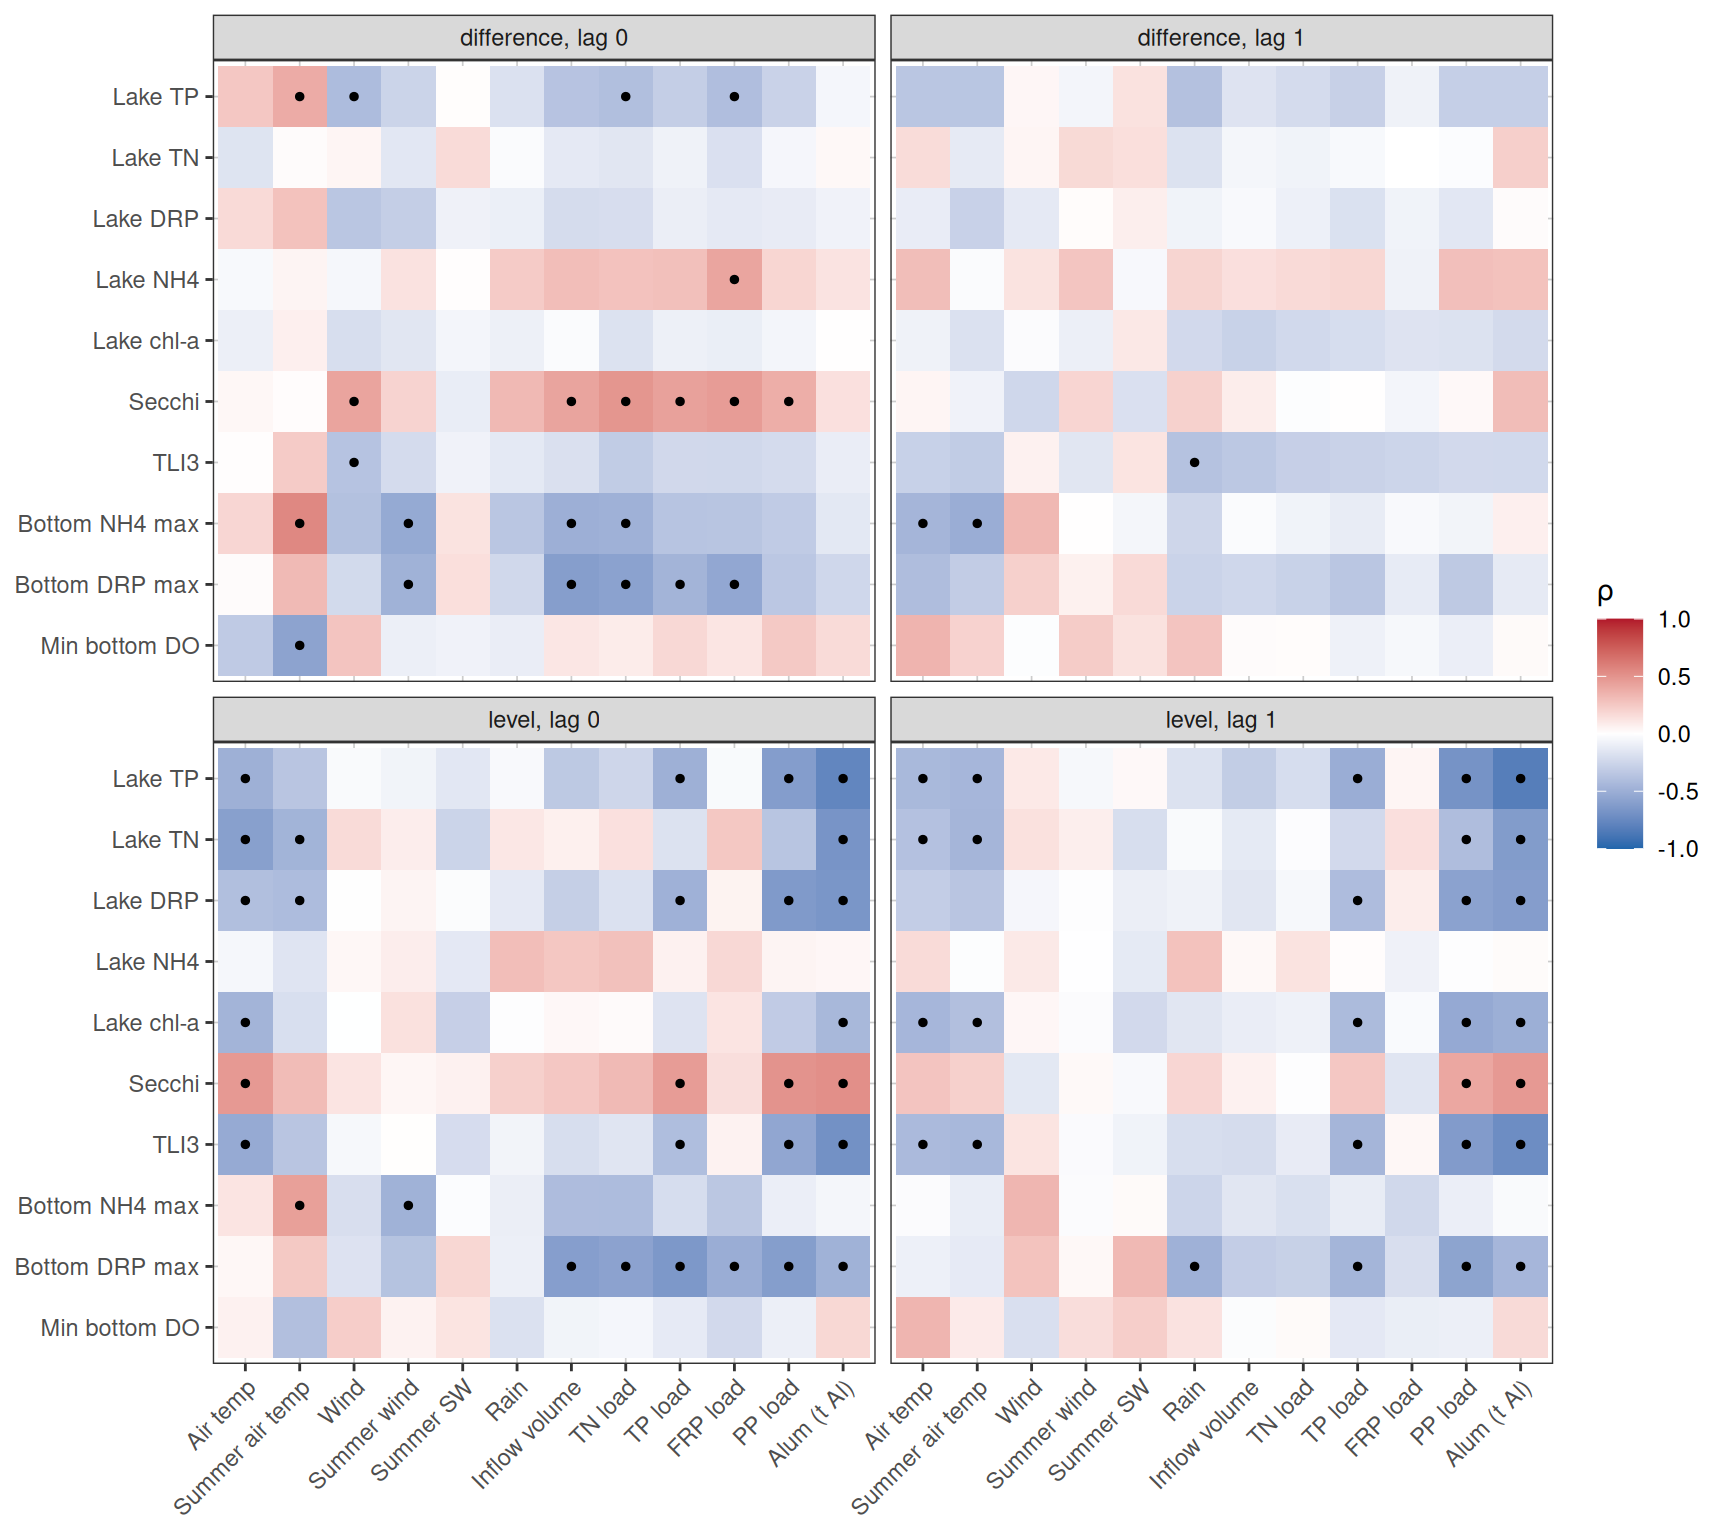 difference, lag 0
difference, lag 1
Lake TP
Lake TN
Lake DRP
Lake NH4
Lake chl-a
Secchi
TLI3
Bottom NH4 max
Bottom DRP max
Min bottom DO
level, lag 0
level, lag 1
Lake TP
Lake TN
Lake DRP
Lake NH4
Lake chl-a
Secchi
TLI3
Bottom NH4 max
Bottom DRP max
Min bottom DO
Air temp
Summer air temp
Wind
Summer wind
Summer SW
Rain
Inflow volume
TN load
TP load
FRP load
PP load
Alum (t Al)
Air temp
Summer air temp
Wind
Summer wind
Summer SW
Rain
Inflow volume
TN load
TP load
FRP load
PP load
Alum (t Al)
ρ
1.0
0.5
0.0
-0.5
-1.0